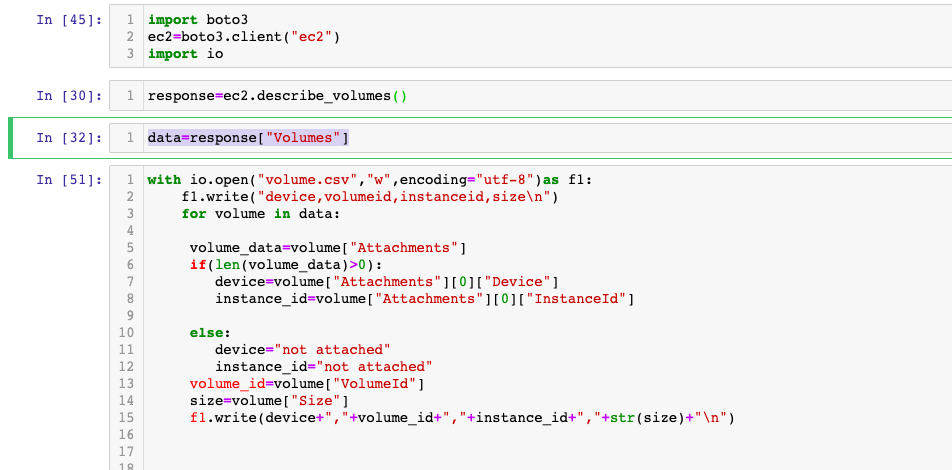 In [45]: 1 import boto3
2 ec2=boto3.client("ec2")
3 import io
In [30]: 1 response=ec2.describe_volumes()
In [32]: 1 data=response["Volumes"]
In [51]: 1 with io.open("volume.csv","w",encoding="utf-8")as f1:
2     f1.write("device,volumeid,instanceid,size\n")
3     for volume in data:
4
5      volume_data=volume["Attachments"]
6      if(len(volume_data)>0):
7         device=volume["Attachments"][0]["Device"]
8         instance_id=volume["Attachments"][0]["InstanceId"]
9
10      else:
11         device="not attached"
12         instance_id="not attached"
13      volume_id=volume["VolumeId"]
14      size=volume["Size"]
15      f1.write(device+","+volume_id+","+instance_id+","+str(size)+"\n")
16
17
18